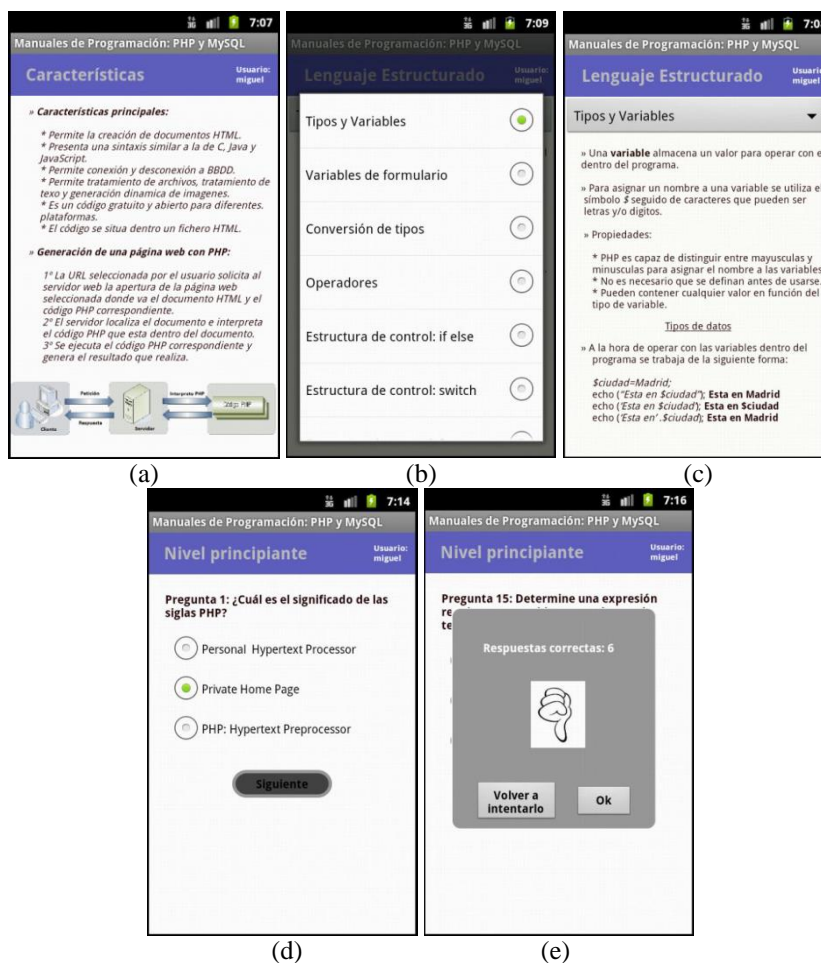 7:07
Manuales de Programación: PHP y MySQL
Características
Usuario:
miguel
» Características principales:
* Permite la creación de documentos HTML.
* Presenta una sintaxis similar a la de C, Java y
JavaScript.
* Permite conexión y desconexión a BBDD.
* Permite tratamiento de archivos, tratamiento de
texo y generación dinamica de imagenes.
* Es un código gratuito y abierto para diferentes.
plataformas.
* El código se situa dentro un fichero HTML.
» Generación de una página web con PHP:
1º La URL seleccionada por el usuario solicita al
servidor web la apertura de la página web
seleccionada donde va el documento HTML y el
código PHP correspondiente.
2º El servidor localiza el documento e interpreta
el código PHP que esta dentro del documento.
3º Se ejecuta el código PHP correspondiente y
genera el resultado que realiza.
Petición
Interpreta PHP
Código PHP
Cliente
Respuesta
Servidor
(a)
3G
7:09
Manuales de Programación: PHP y MySQL
Lenguaje Estructurado
Usuario:
miguel
Tipos y Variables
Variables de formulario
Conversión de tipos
Operadores
Estructura de control: if else
Estructura de control: switch
(b)
3G
7:0
Manuales de Programación: PHP y MySQL
Lenguaje Estructurado
Usuario
miguel
Tipos y Variables
» Una variable almacena un valor para operar con e
dentro del programa.
» Para asignar un nombre a una variable se utiliza el
símbolo $ seguido de caracteres que pueden ser
letras y/o digitos.
» Propiedades:
* PHP es capaz de distinguir entre mayusculas y
minusculas para asignar el nombre a las variables
* No es necesario que se definan antes de usarse.
* Pueden contener cualquier valor en función del
tipo de variable.
Tipos de datos
» A la hora de operar con las variables dentro del
programa se trabaja de la siguiente forma:
$ciudad=Madrid;
echo ("Esta en $ciudad"); Esta en Madrid
echo ('Esta en $ciudad'); Esta en $ciudad
echo ('Esta en' .$ciudad); Esta en Madrid
(c)
3G
7:14
Manuales de Programación: PHP y MySQL
Nivel principiante
Usuario:
miguel
Pregunta 1: ¿Cuál es el significado de las
siglas PHP?
Personal Hypertext Processor
Private Home Page
PHP: Hypertext Preprocessor
Siguiente
(d)
3G
7:16
Manuales de Programación: PHP y MySQL
Nivel principiante
Usuario:
miguel
Pregunta 15: Determine una expresión
re
te
Respuestas correctas: 6
Volver a
intentarlo
Ok
(e)